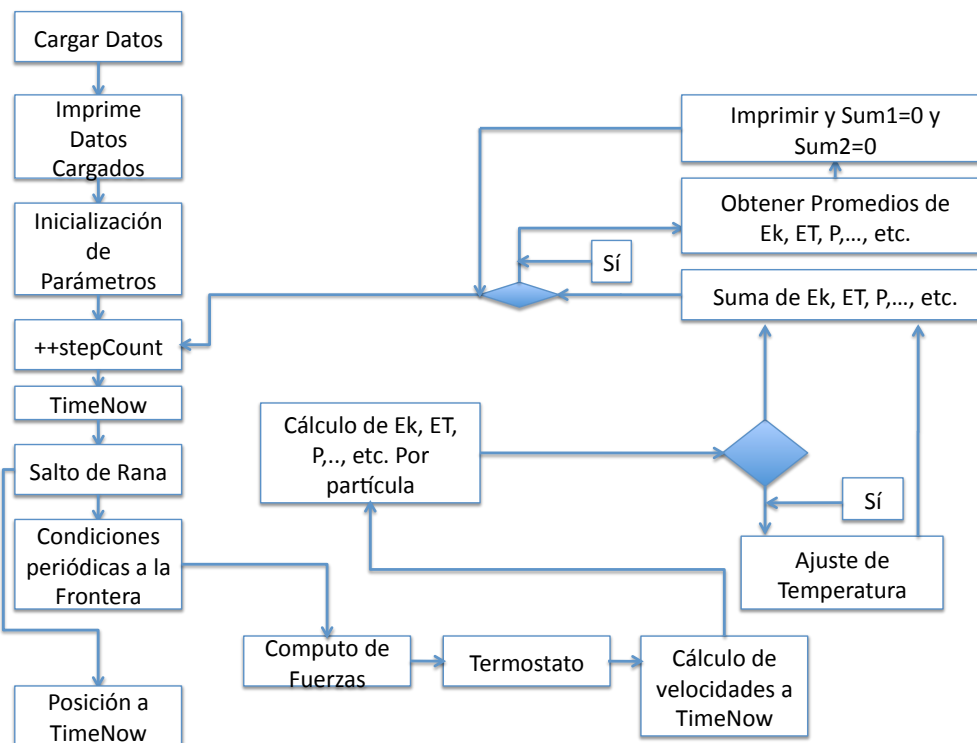 Cargar Datos
Imprime
Datos
Cargados
Inicialización
de
Parámetros
++stepCount
TimeNow
Salto de Rana
Condiciones
periódicas a la
Frontera
Posición a
TimeNow
Computo de
Fuerzas
Termostato
Cálculo de
velocidades a
TimeNow
Cálculo de Ek, ET,
P,.., etc. Por
partícula
Sí
Ajuste de
Temperatura
Suma de Ek, ET, P,..., etc.
Sí
Obtener Promedios de
Ek, ET, P,..., etc.
Imprimir y Sum1=0 y
Sum2=0